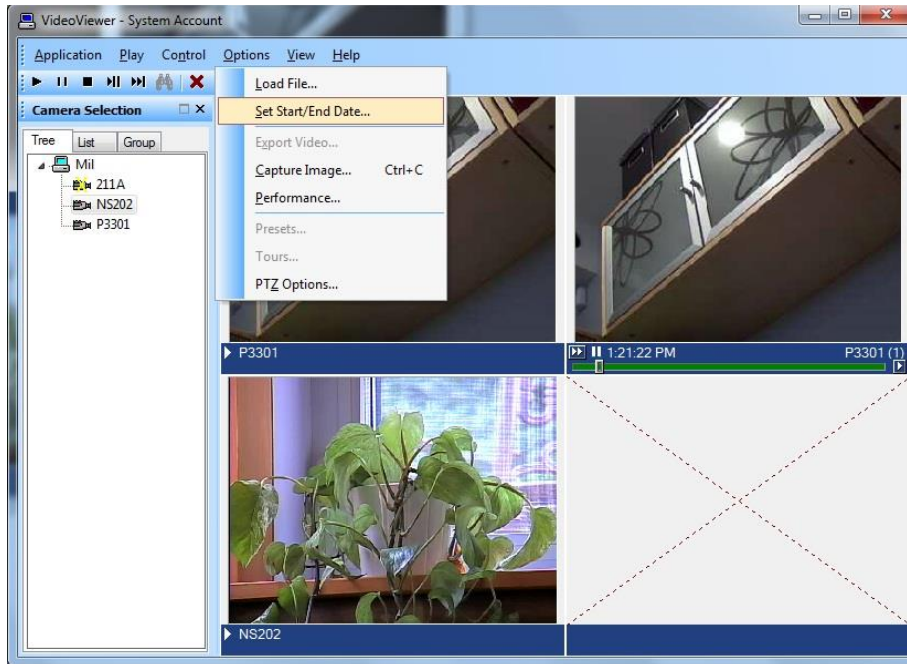 VideoViewer - System Account
Application Play Control Options View Help
Camera Selection
Tree List Group
Mil
211A
NS202
P3301
Load File...
Set Start/End Date...
Export Video...
Capture Image... Ctrl+C
Performance...
Presets...
Tours...
PTZ Options...
P3301
1:21:22 PM P3301 (1)
NS202